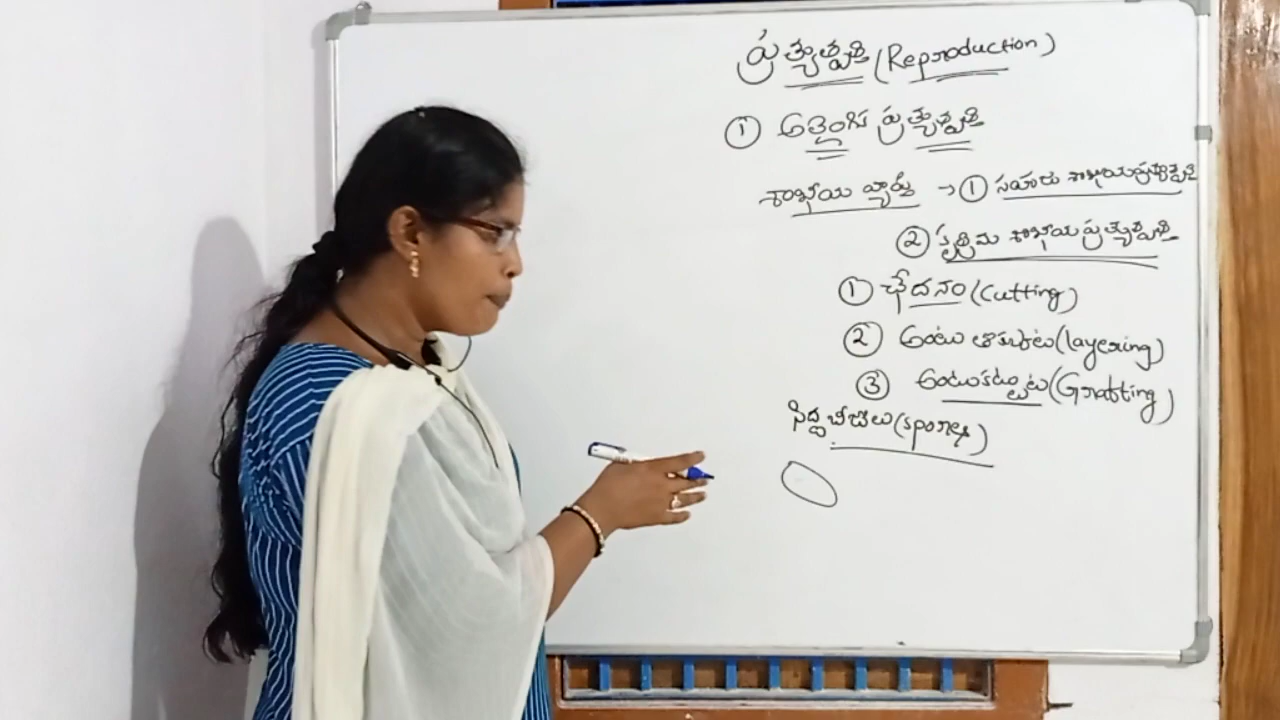 ప్రత్యుత్పత్తి (Reproduction)
① అలైంగిక ప్రత్యుత్పత్తి
శాఖీయ వ్యాప్తి → ① సహజ శాఖీయ ప్రత్యుత్పత్తి
② కృత్రిమ శాఖీయ ప్రత్యుత్పత్తి
① ఛేదనం (Cutting)
② అంటు తొక్కుట (layering)
③ అంటుకట్టుట (Grafting)
సిద్ధబీజాలు (spores)